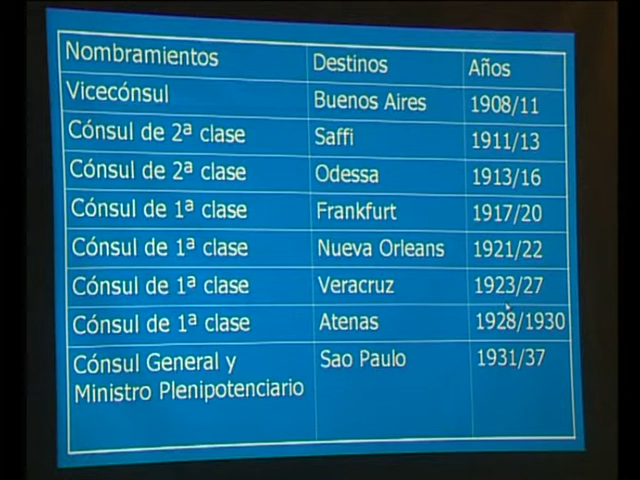 Nombramientos Destinos Años
Vicecónsul Buenos Aires 1908/11
Cónsul de 2ª clase Saffi 1911/13
Cónsul de 2ª clase Odessa 1913/16
Cónsul de 1ª clase Frankfurt 1917/20
Cónsul de 1ª clase Nueva Orleans 1921/22
Cónsul de 1ª clase Veracruz 1923/27
Cónsul de 1ª clase Atenas 1928/1930
Cónsul General y Sao Paulo 1931/37
Ministro Plenipotenciario